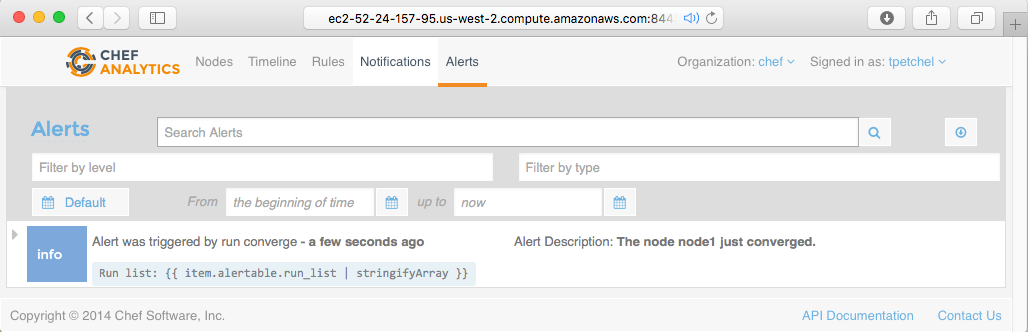 ec2-52-24-157-95.us-west-2.compute.amazonaws.com:844
CHEF
ANALYTICS
Nodes Timeline Rules Notifications Alerts
Organization: chef Signed in as: tpetchel
Alerts
Search Alerts
Filter by level Filter by type
Default From the beginning of time up to now
info
Alert was triggered by run converge - a few seconds ago Alert Description: The node node1 just converged.
Run list: {{ item.alertable.run_list | stringifyArray }}
Copyright © 2014 Chef Software, Inc. API Documentation Contact Us